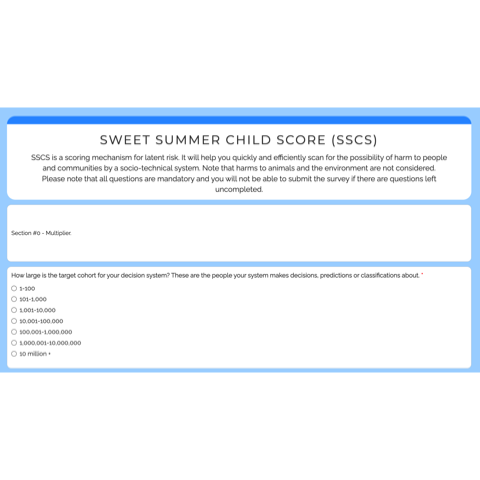 SWEET SUMMER CHILD SCORE (SSCS)
SSCS is a scoring mechanism for latent risk. It will help you quickly and efficiently scan for the possibility of harm to people
and communities by a socio-technical system. Note that harms to animals and the environment are not considered.
Please note that all questions are mandatory and you will not be able to submit the survey if there are questions left
uncompleted.
Section #0 - Multiplier
How large is the target cohort for your decision system? These are the people your system makes decisions, predictions or classifications about. *
1-100
101-1,000
1,001-10,000
10,001-100,000
100,001-1,000,000
1,000,001-10,000,000
10 million +